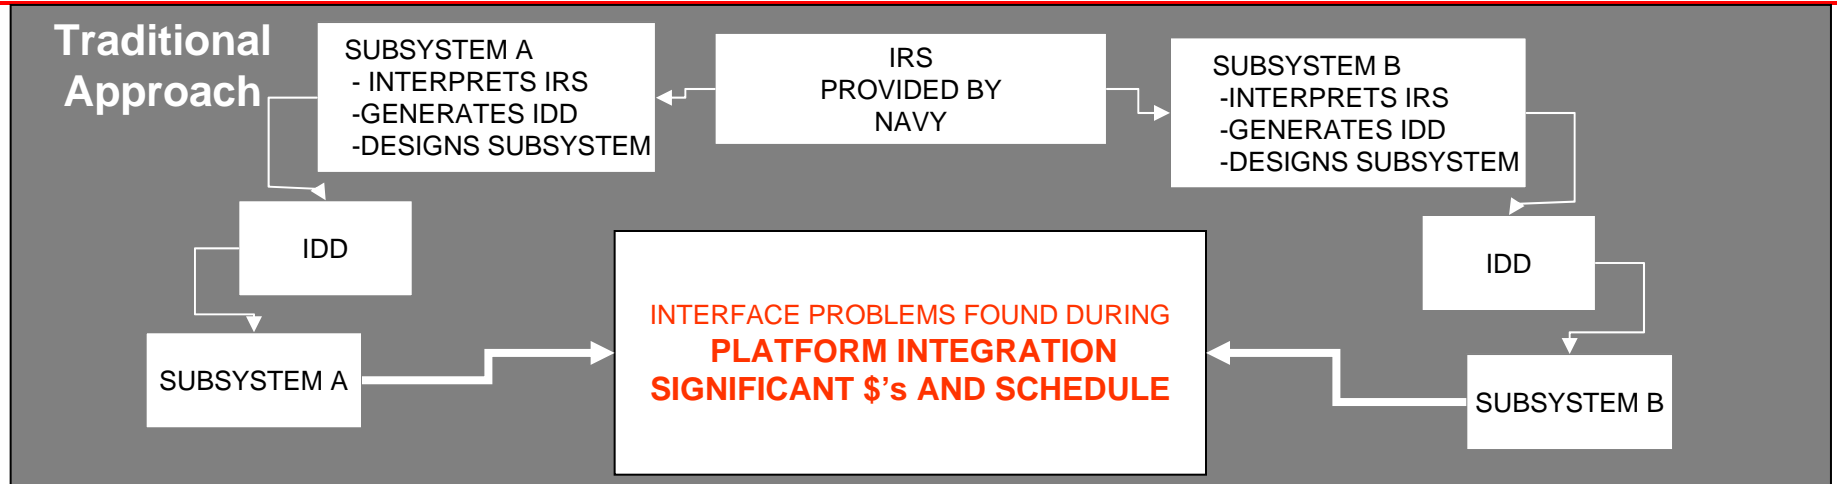 Traditional
Approach
SUBSYSTEM A
- INTERPRETS IRS
-GENERATES IDD
-DESIGNS SUBSYSTEM
IRS
PROVIDED BY
NAVY
SUBSYSTEM B
-INTERPRETS IRS
-GENERATES IDD
-DESIGNS SUBSYSTEM
IDD
IDD
INTERFACE PROBLEMS FOUND DURING
PLATFORM INTEGRATION
SIGNIFICANT $’s AND SCHEDULE
SUBSYSTEM A
SUBSYSTEM B